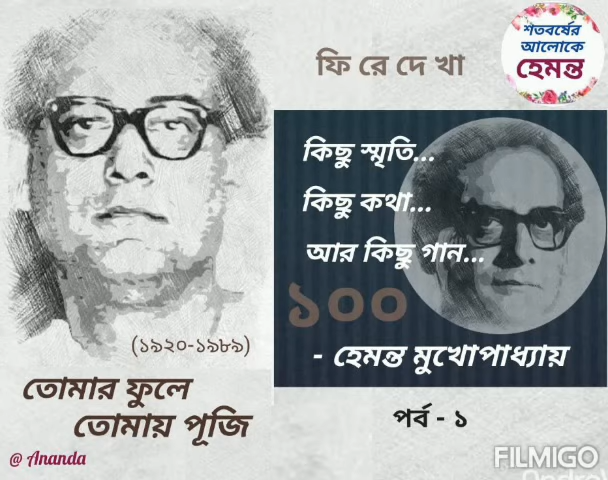 শতবর্ষের
আলোকে
হেমন্ত
ফি রে দে খা
কিছু স্মৃতি...
কিছু কথা...
আর কিছু গান...
১০০
- হেমন্ত মুখোপাধ্যায়
(১৯২০-১৯৮৯)
তোমার ফুলে
তোমায় পূজি
@ Ananda
পর্ব - ১
FILMIGO